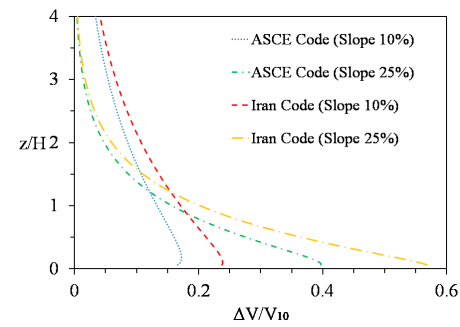 4
3
2
1
0
z/H
ASCE Code (Slope 10%)
ASCE Code (Slope 25%)
Iran Code (Slope 10%)
Iran Code (Slope 25%)
0 0.2 0.4 0.6
ΔV/V10